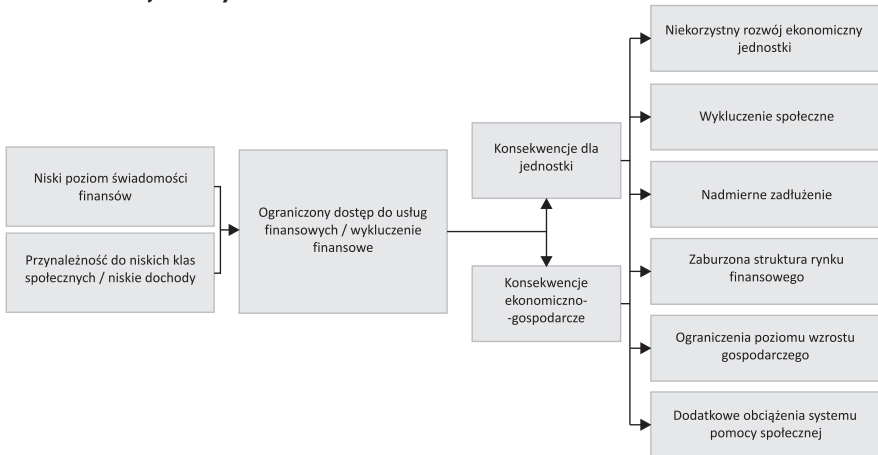 Niski poziom świadomości
finansów
Przynależność do niskich klas
społecznych / niskie dochody
Ograniczony dostęp do usług
finansowych / wykluczenie
finansowe
Konsekwencje dla
jednostki
Konsekwencje
ekonomiczno-
-gospodarcze
Niekorzystny rozwój ekonomiczny
jednostki
Wykluczenie społeczne
Nadmierne zadłużenie
Zaburzona struktura rynku
finansowego
Ograniczenia poziomu wzrostu
gospodarczego
Dodatkowe obciążenia systemu
pomocy społecznej